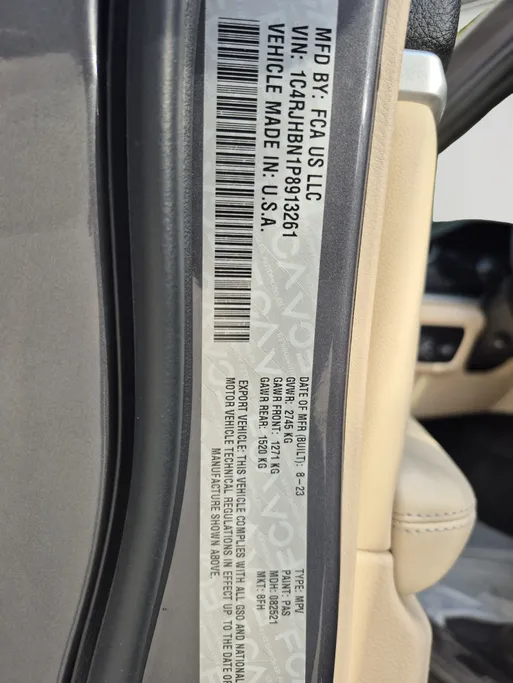 MFD BY: FCA US LLC
VIN: 1C4RJHBN1P8913261
VEHICLE MADE IN: U.S.A.
DATE OF MFR (BUILT): 8-23
GVWR: 2745 KG
GAWR FRONT: 1271 KG
GAWR REAR: 1520 KG
TYPE: MPV
PAINT: PAS
MDH: 082521
MKT: BFH
EXPORT VEHICLE: THIS VEHICLE COMPLIES WITH ALL GSO AND NATIONAL
MOTOR VEHICLE TECHNICAL REGULATIONS IN EFFECT UP TO THE DATE OF
MANUFACTURE SHOWN ABOVE.